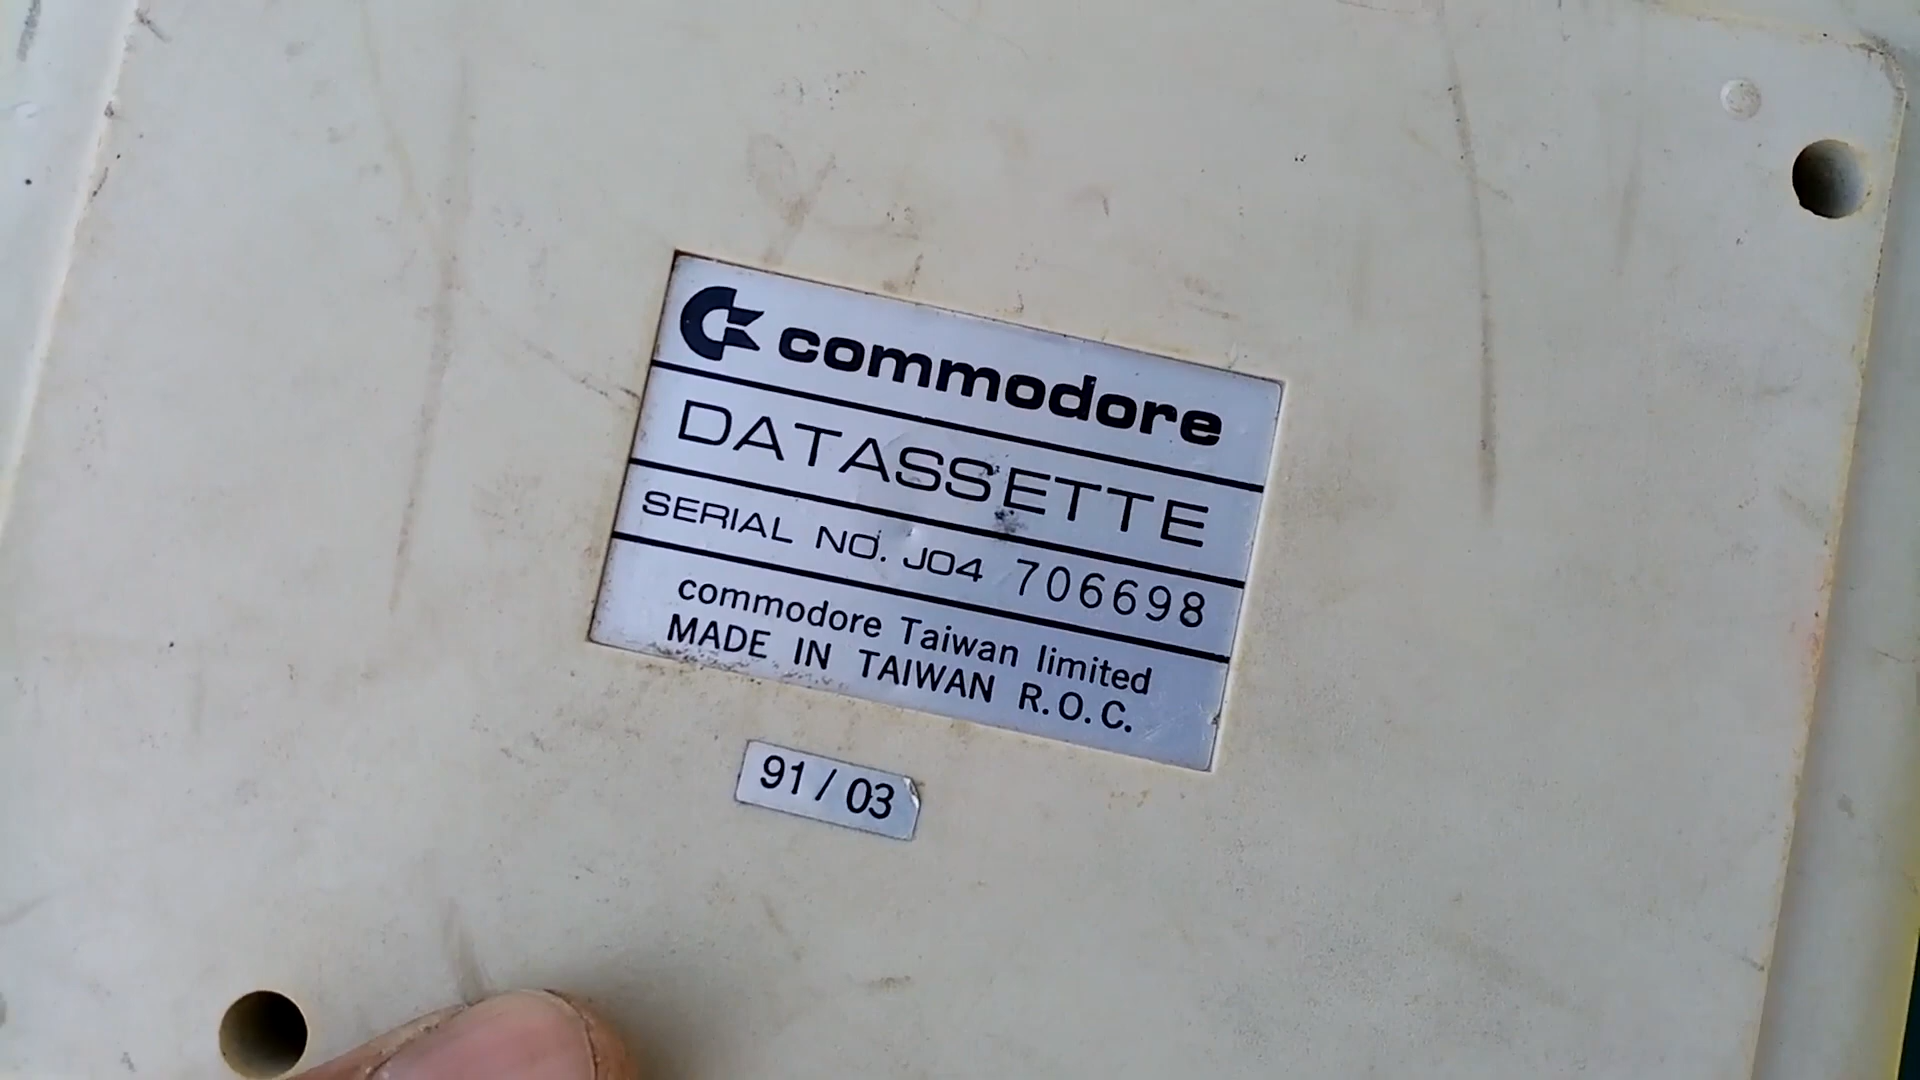 commodore
DATASSETTE
SERIAL NO. J04 706698
commodore Taiwan limited
MADE IN TAIWAN R.O.C.
91/03